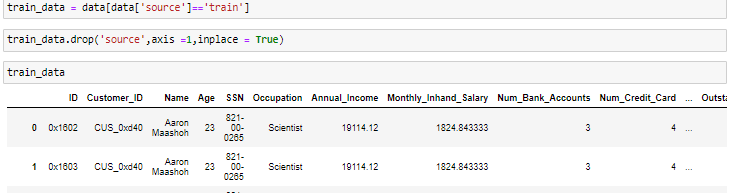 train_data = data[data['source']=='train']
train_data.drop('source',axis =1,inplace = True)
train_data
ID Customer_ID Name Age SSN Occupation Annual_Income Monthly_Inhand_Salary Num_Bank_Accounts Num_Credit_Card ... Outsta
0 0x1602 CUS_0xd40 Aaron Maashoh 23 821-00-0265 Scientist 19114.12 1824.843333 3 4 ...
1 0x1603 CUS_0xd40 Aaron Maashoh 23 821-00-0265 Scientist 19114.12 1824.843333 3 4 ...